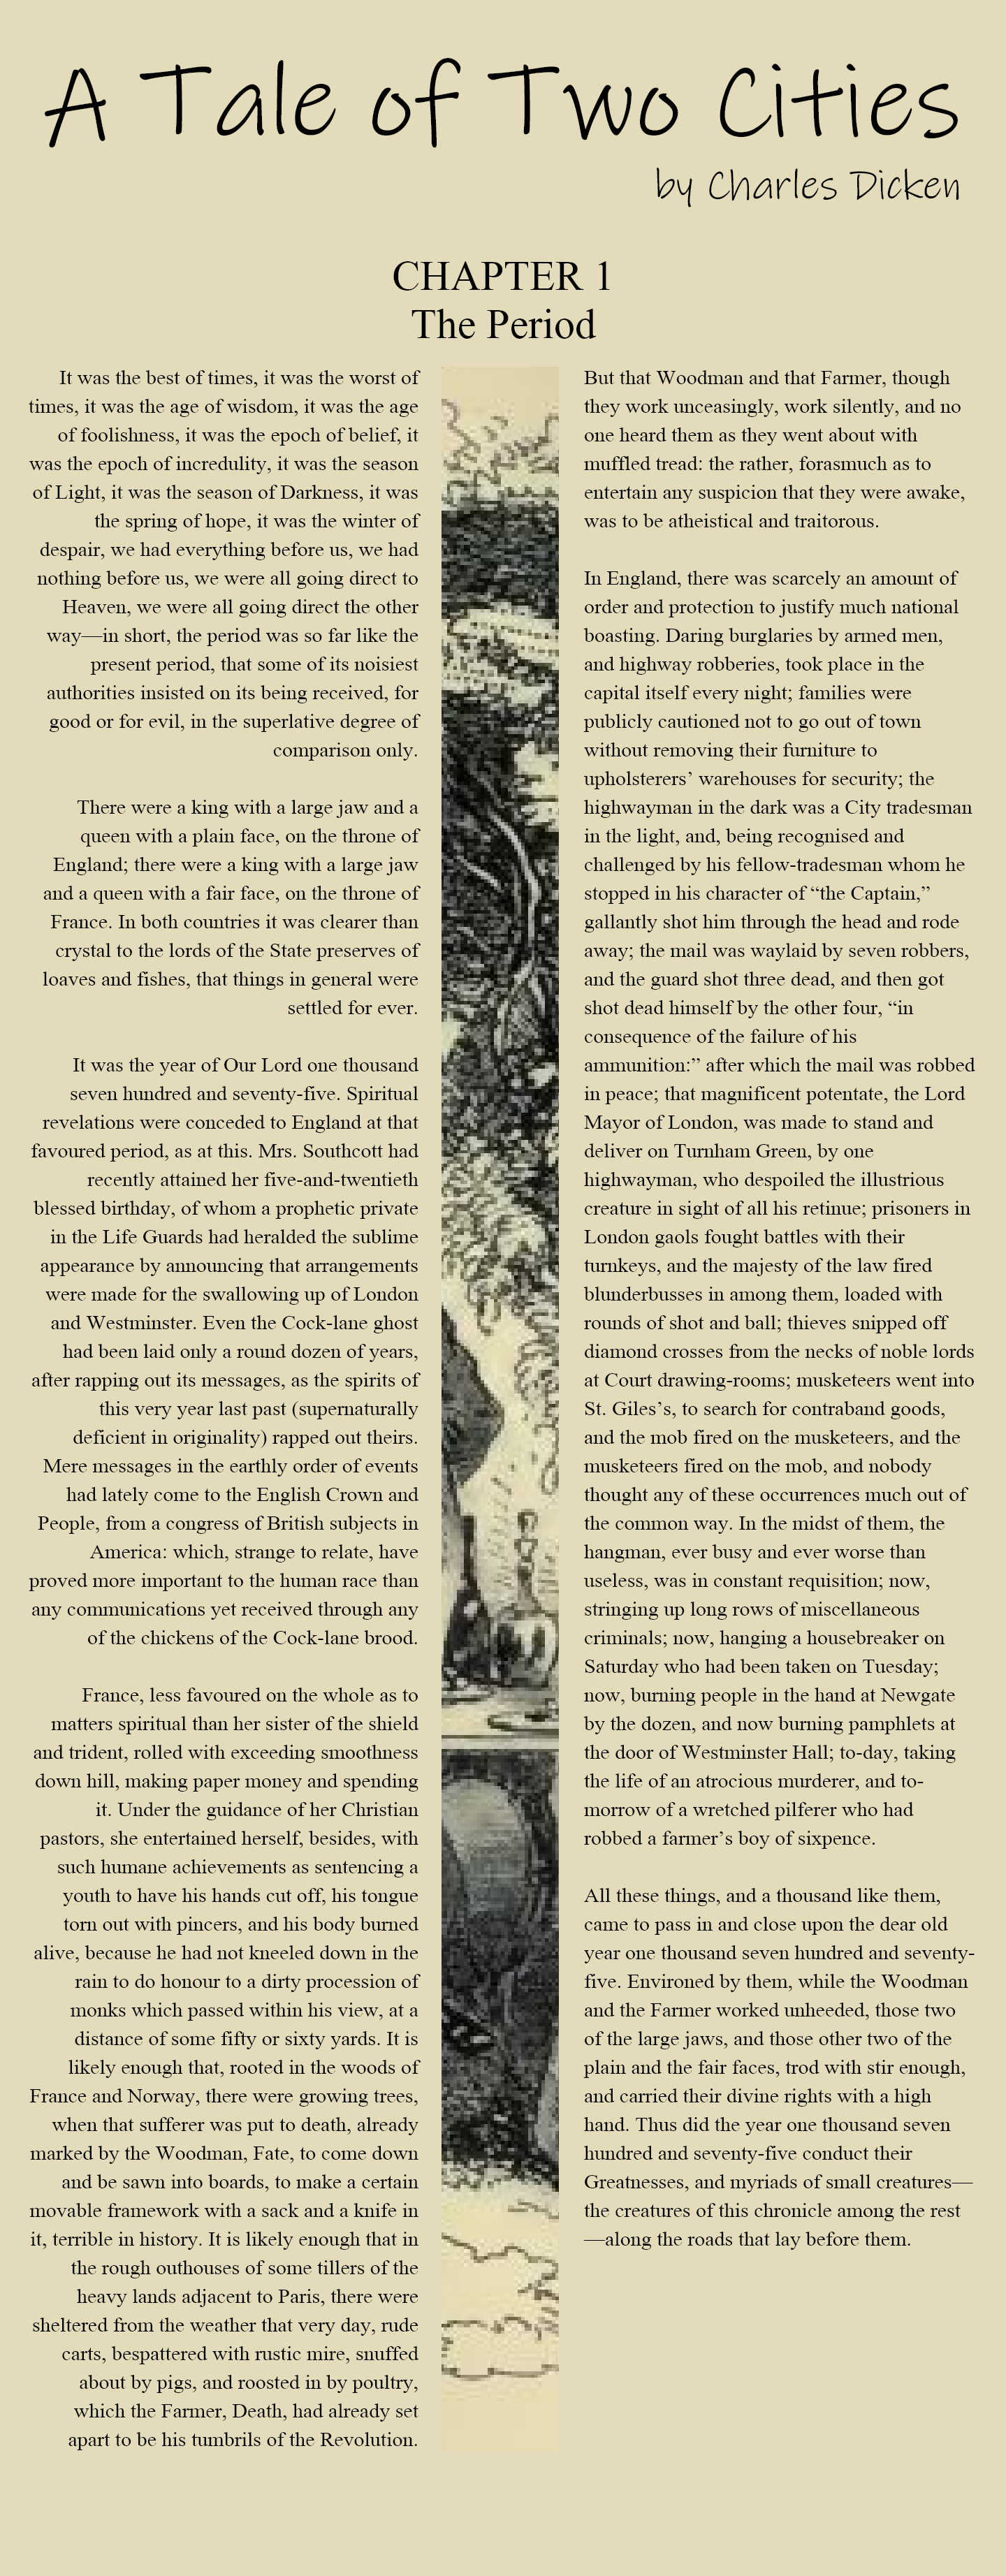 A Tale of Two Cities
by Charles Dicken
CHAPTER 1
The Period
It was the best of times, it was the worst of
times, it was the age of wisdom, it was the age
of foolishness, it was the epoch of belief, it
was the epoch of incredulity, it was the season
of Light, it was the season of Darkness, it was
the spring of hope, it was the winter of
despair, we had everything before us, we had
nothing before us, we were all going direct to
Heaven, we were all going direct the other
way—in short, the period was so far like the
present period, that some of its noisiest
authorities insisted on its being received, for
good or for evil, in the superlative degree of
comparison only.
There were a king with a large jaw and a
queen with a plain face, on the throne of
England; there were a king with a large jaw
and a queen with a fair face, on the throne of
France. In both countries it was clearer than
crystal to the lords of the State preserves of
loaves and fishes, that things in general were
settled for ever.
It was the year of Our Lord one thousand
seven hundred and seventy-five. Spiritual
revelations were conceded to England at that
favoured period, as at this. Mrs. Southcott had
recently attained her five-and-twentieth
blessed birthday, of whom a prophetic private
in the Life Guards had heralded the sublime
appearance by announcing that arrangements
were made for the swallowing up of London
and Westminster. Even the Cock-lane ghost
had been laid only a round dozen of years,
after rapping out its messages, as the spirits of
this very year last past (supernaturally
deficient in originality) rapped out theirs.
Mere messages in the earthly order of events
had lately come to the English Crown and
People, from a congress of British subjects in
America: which, strange to relate, have
proved more important to the human race than
any communications yet received through any
of the chickens of the Cock-lane brood.
France, less favoured on the whole as to
matters spiritual than her sister of the shield
and trident, rolled with exceeding smoothness
down hill, making paper money and spending
it. Under the guidance of her Christian
pastors, she entertained herself, besides, with
such humane achievements as sentencing a
youth to have his hands cut off, his tongue
torn out with pincers, and his body burned
alive, because he had not kneeled down in the
rain to do honour to a dirty procession of
monks which passed within his view, at a
distance of some fifty or sixty yards. It is
likely enough that, rooted in the woods of
France and Norway, there were growing trees,
when that sufferer was put to death, already
marked by the Woodman, Fate, to come down
and be sawn into boards, to make a certain
movable framework with a sack and a knife in
it, terrible in history. It is likely enough that in
the rough outhouses of some tillers of the
heavy lands adjacent to Paris, there were
sheltered from the weather that very day, rude
carts, bespattered with rustic mire, snuffed
about by pigs, and roosted in by poultry,
which the Farmer, Death, had already set
apart to be his tumbrils of the Revolution.
But that Woodman and that Farmer, though
they work unceasingly, work silently, and no
one heard them as they went about with
muffled tread: the rather, forasmuch as to
entertain any suspicion that they were awake,
was to be atheistical and traitorous.
In England, there was scarcely an amount of
order and protection to justify much national
boasting. Daring burglaries by armed men,
and highway robberies, took place in the
capital itself every night; families were
publicly cautioned not to go out of town
without removing their furniture to
upholsterers’ warehouses for security; the
highwayman in the dark was a City tradesman
in the light, and, being recognised and
challenged by his fellow-tradesman whom he
stopped in his character of “the Captain,”
gallantly shot him through the head and rode
away; the mail was waylaid by seven robbers,
and the guard shot three dead, and then got
shot dead himself by the other four, “in
consequence of the failure of his
ammunition:” after which the mail was robbed
in peace; that magnificent potentate, the Lord
Mayor of London, was made to stand and
deliver on Turnham Green, by one
highwayman, who despoiled the illustrious
creature in sight of all his retinue; prisoners in
London gaols fought battles with their
turnkeys, and the majesty of the law fired
blunderbusses in among them, loaded with
rounds of shot and ball; thieves snipped off
diamond crosses from the necks of noble lords
at Court drawing-rooms; musketeers went into
St. Giles’s, to search for contraband goods,
and the mob fired on the musketeers, and the
musketeers fired on the mob, and nobody
thought any of these occurrences much out of
the common way. In the midst of them, the
hangman, ever busy and ever worse than
useless, was in constant requisition; now,
stringing up long rows of miscellaneous
criminals; now, hanging a housebreaker on
Saturday who had been taken on Tuesday;
now, burning people in the hand at Newgate
by the dozen, and now burning pamphlets at
the door of Westminster Hall; to-day, taking
the life of an atrocious murderer, and to-
morrow of a wretched pilferer who had
robbed a farmer’s boy of sixpence.
All these things, and a thousand like them,
came to pass in and close upon the dear old
year one thousand seven hundred and seventy-
five. Environed by them, while the Woodman
and the Farmer worked unheeded, those two
of the large jaws, and those other two of the
plain and the fair faces, trod with stir enough,
and carried their divine rights with a high
hand. Thus did the year one thousand seven
hundred and seventy-five conduct their
Greatnesses, and myriads of small creatures—
the creatures of this chronicle among the rest
—along the roads that lay before them.